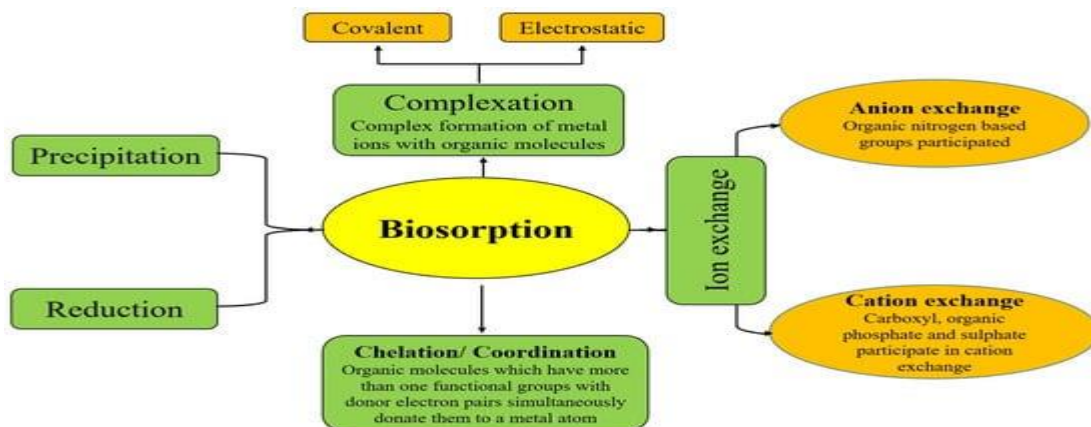 Covalent
Electrostatic
Complexation
Complex formation of metal
ions with organic molecules
Precipitation
Reduction
Biosorption
Ion exchange
Anion exchange
Organic nitrogen based
groups participated
Cation exchange
Carboxyl, organic
phosphate and sulphate
participate in cation
exchange
Chelation/ Coordination
Organic molecules which have more
than one functional groups with
donor electron pairs simultaneously
donate them to a metal atom